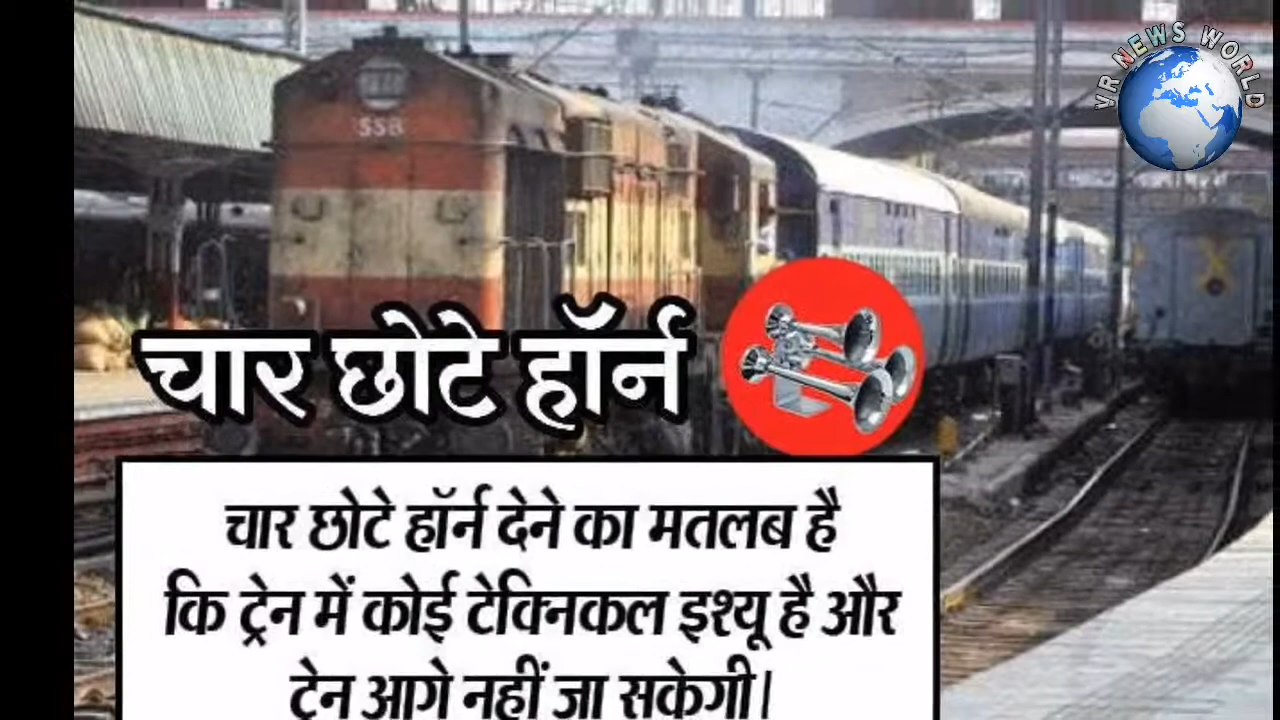 VR NEWS WORLD
SSB
चार छोटे हॉर्न
चार छोटे हॉर्न देने का मतलब है
कि ट्रेन में कोई टेक्निकल इश्यू है और
ट्रेन आगे नहीं जा सकेगी।